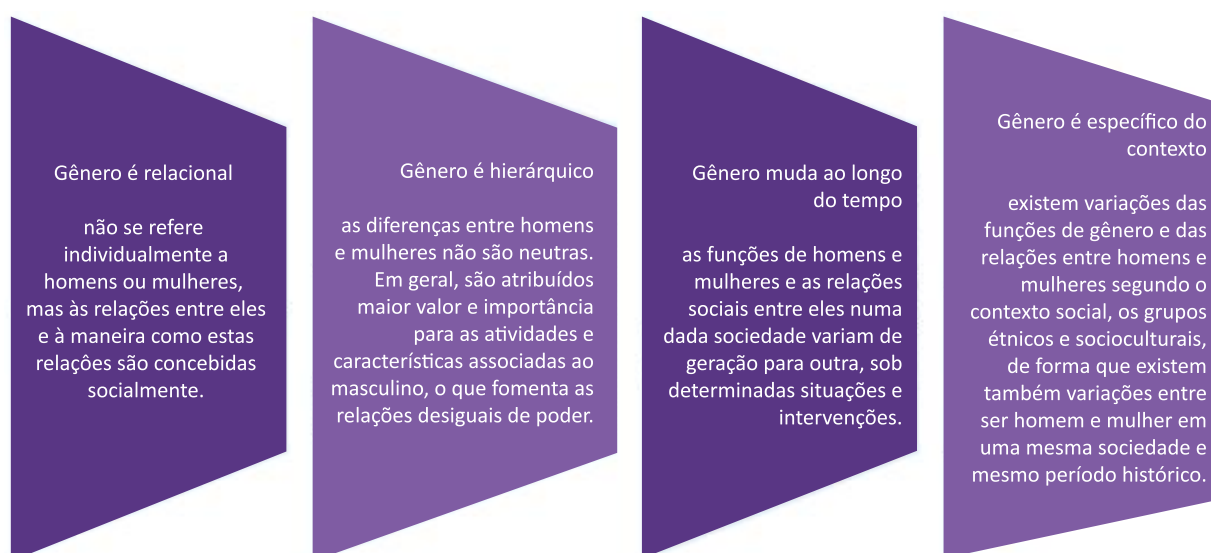 Gênero é relacional
não se refere
individualmente a
homens ou mulheres,
mas às relações entre eles
e à maneira como estas
relações são concebidas
socialmente.
Gênero é hierárquico
as diferenças entre homens
e mulheres não são neutras.
Em geral, são atribuídos
maior valor e importância
para as atividades e
características associadas ao
masculino, o que fomenta as
relações desiguais de poder.
Gênero muda ao longo
do tempo
as funções de homens e
mulheres e as relações
sociais entre eles numa
dada sociedade variam de
geração para outra, sob
determinadas situações e
intervenções.
Gênero é específico do
contexto
existem variações das
funções de gênero e das
relações entre homens e
mulheres segundo o
contexto social, os grupos
étnicos e socioculturais,
de forma que existem
também variações entre
ser homem e mulher em
uma mesma sociedade e
mesmo período histórico.